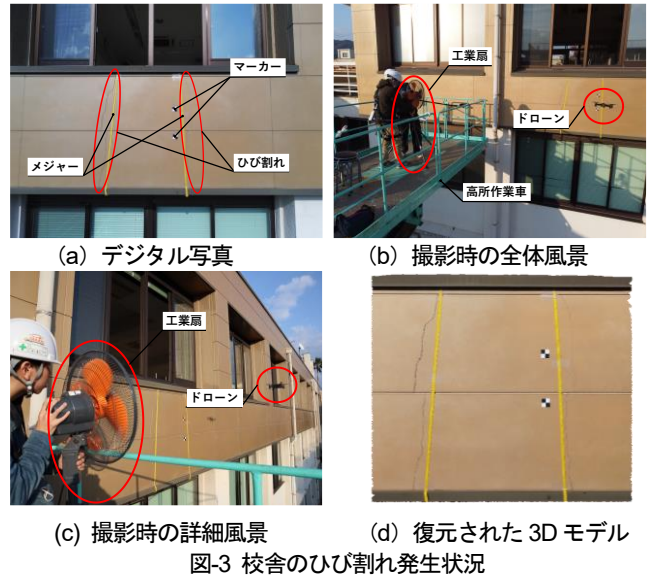 マーカー
メジャー
ひび割れ
工業扇
ドローン
高所作業車
(a) デジタル写真
(b) 撮影時の全体風景
工業扇
ドローン
(c) 撮影時の詳細風景
(d) 復元された 3D モデル
図-3 校舎のひび割れ発生状況